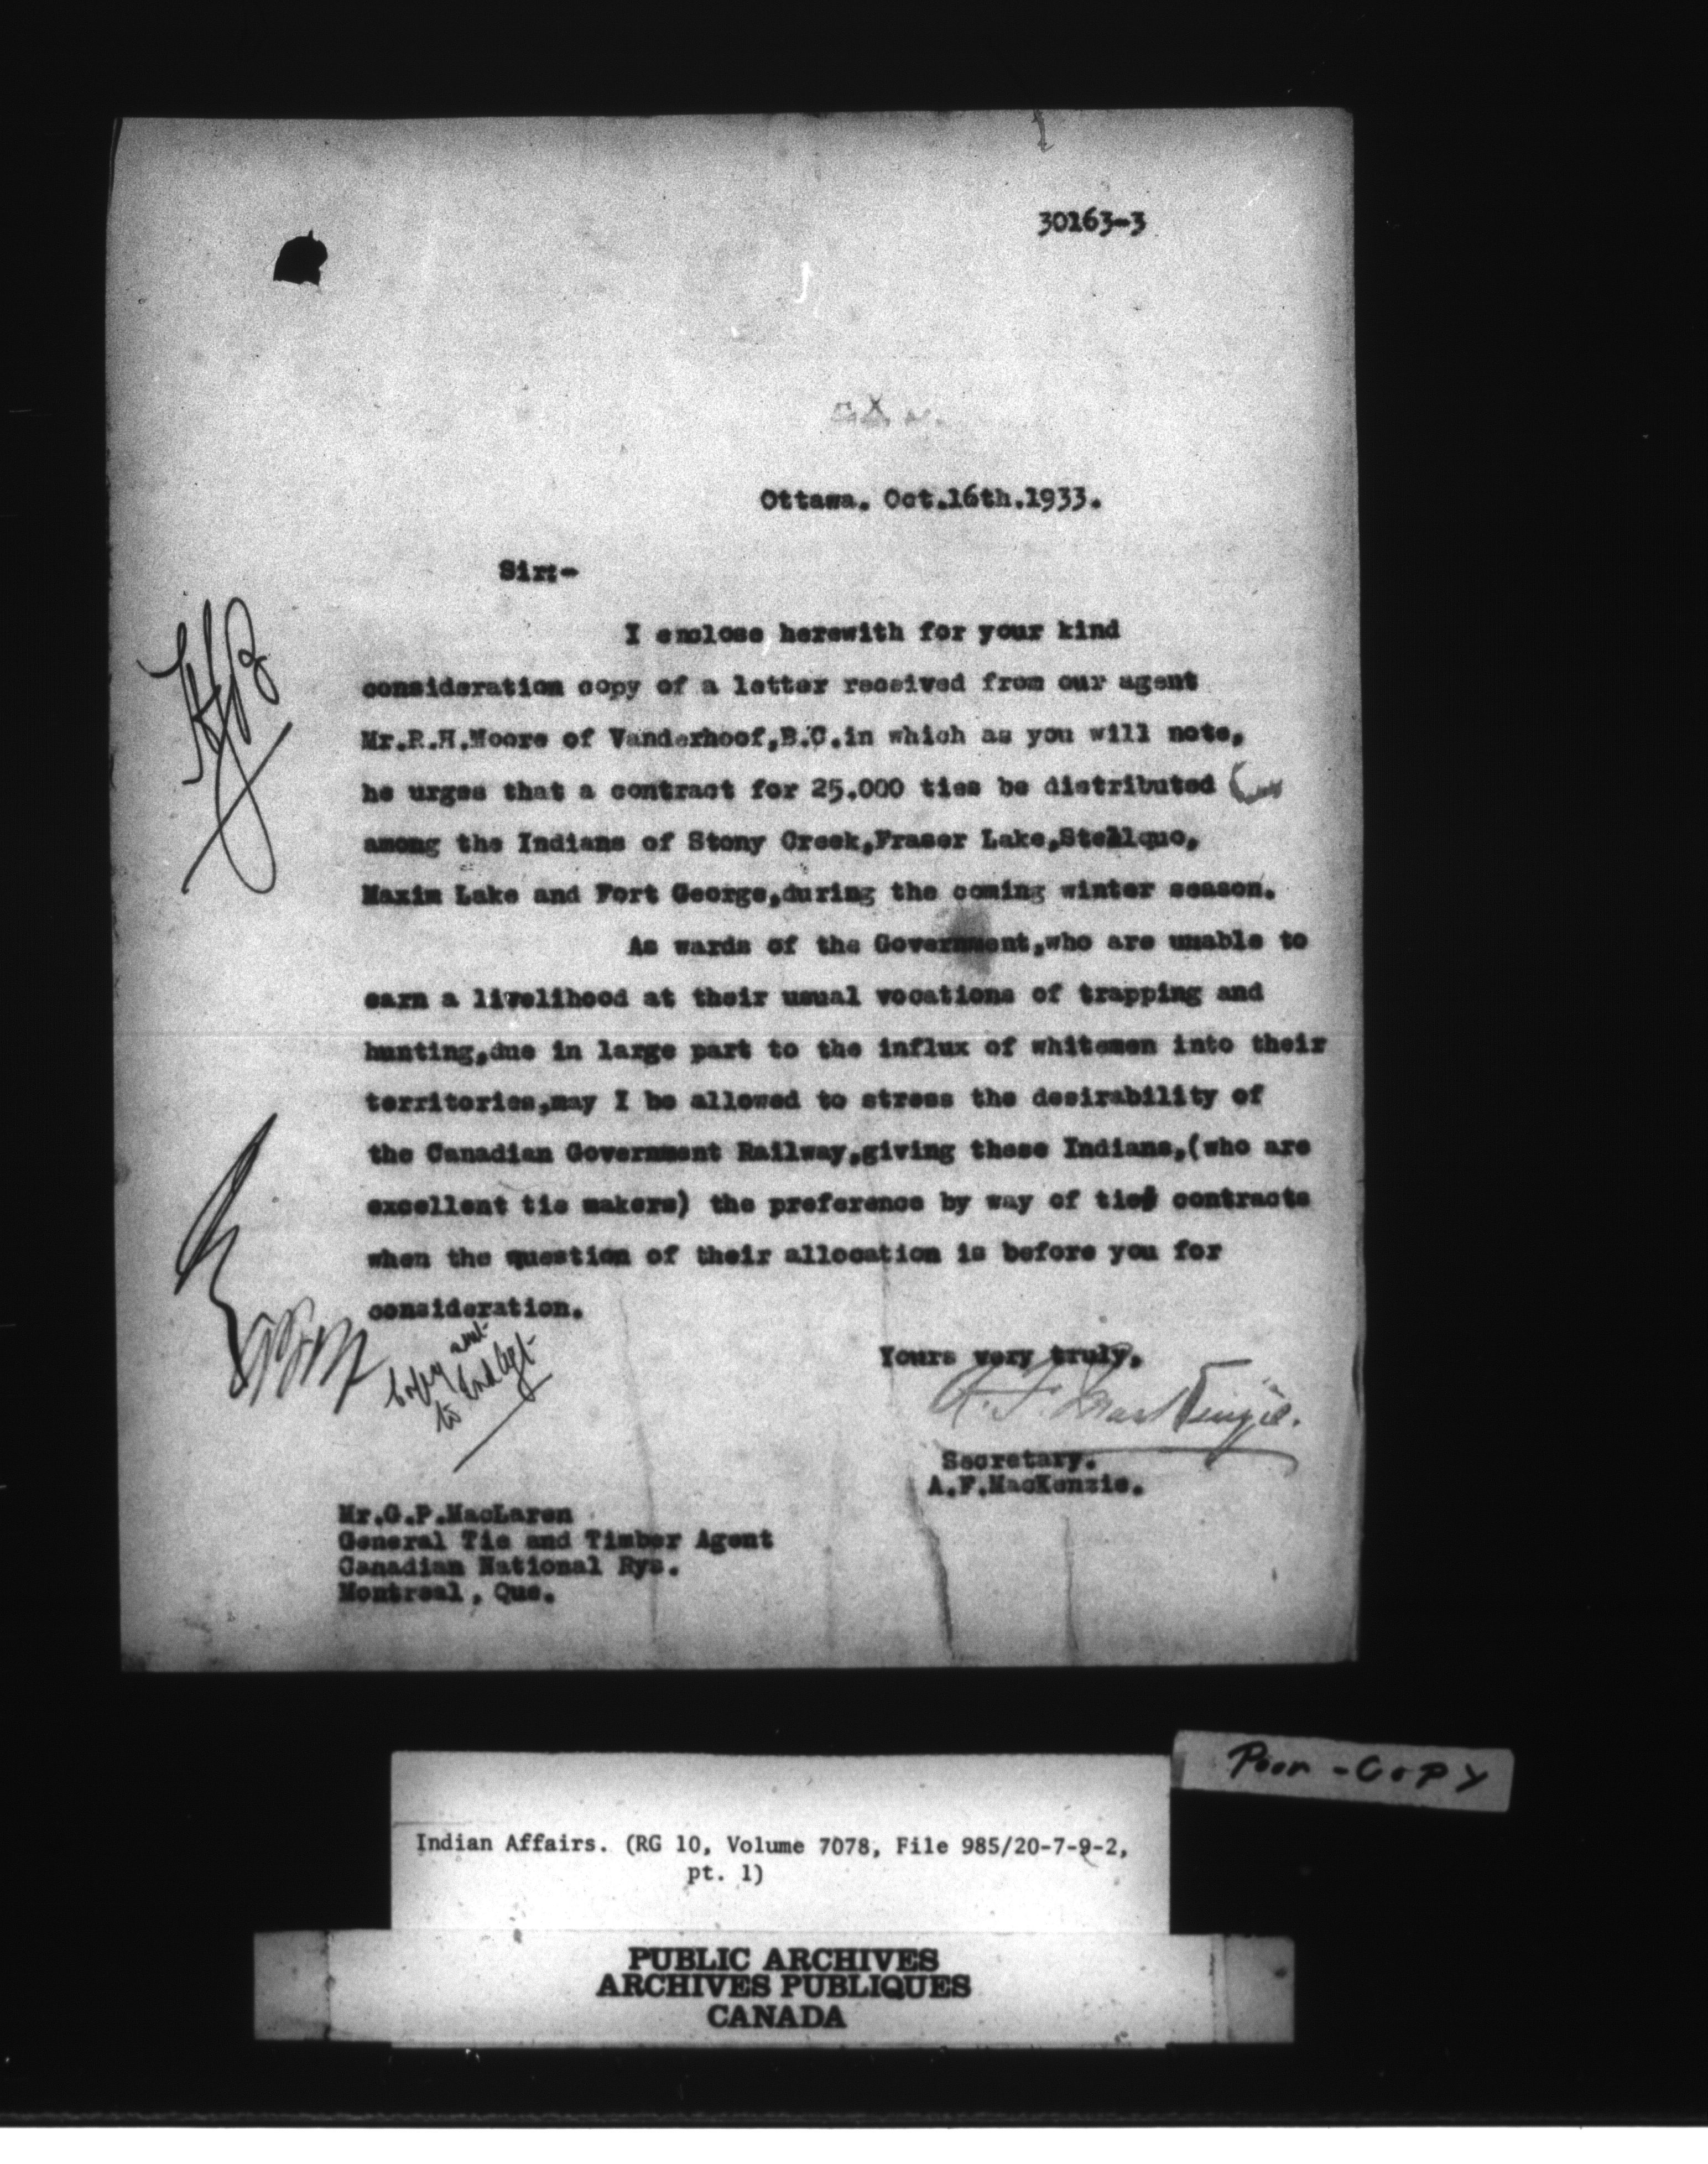 30163-3
Ottawa. Oct.16th.1933.
Sir:-
I enclose herewith for your kind
consideration copy of a letter received from our agent
Mr.R.H.Moore of Vanderhoof,B.C.in which as you will note,
he urges that a contract for 25.000 ties be distributed
among the Indians of Stony Creek,Fraser Lake,Stellquo,
Maxim Lake and Fort George,during the coming winter season.
As wards of the Government,who are unable to
earn a livelihood at their usual vocations of trapping and
hunting,due in large part to the influx of whitemen into their
territories,may I be allowed to stress the desirability of
the Canadian Government Railway,giving these Indians,(who are
excellent tie makers) the preference by way of tie contracts
when the question of their allocation is before you for
consideration.
Copy sent
to Ind Agt
Yours very truly,
A. F. MacKenzie.
Secretary.
A.F.MacKenzie.
Mr.G.P.MacLaren
General Tie and Timber Agent
Canadian National Rys.
Montreal, Que.
Poor - Copy
Indian Affairs. (RG 10, Volume 7078, File 985/20-7-9-2,
pt. 1)
PUBLIC ARCHIVES
ARCHIVES PUBLIQUES
CANADA